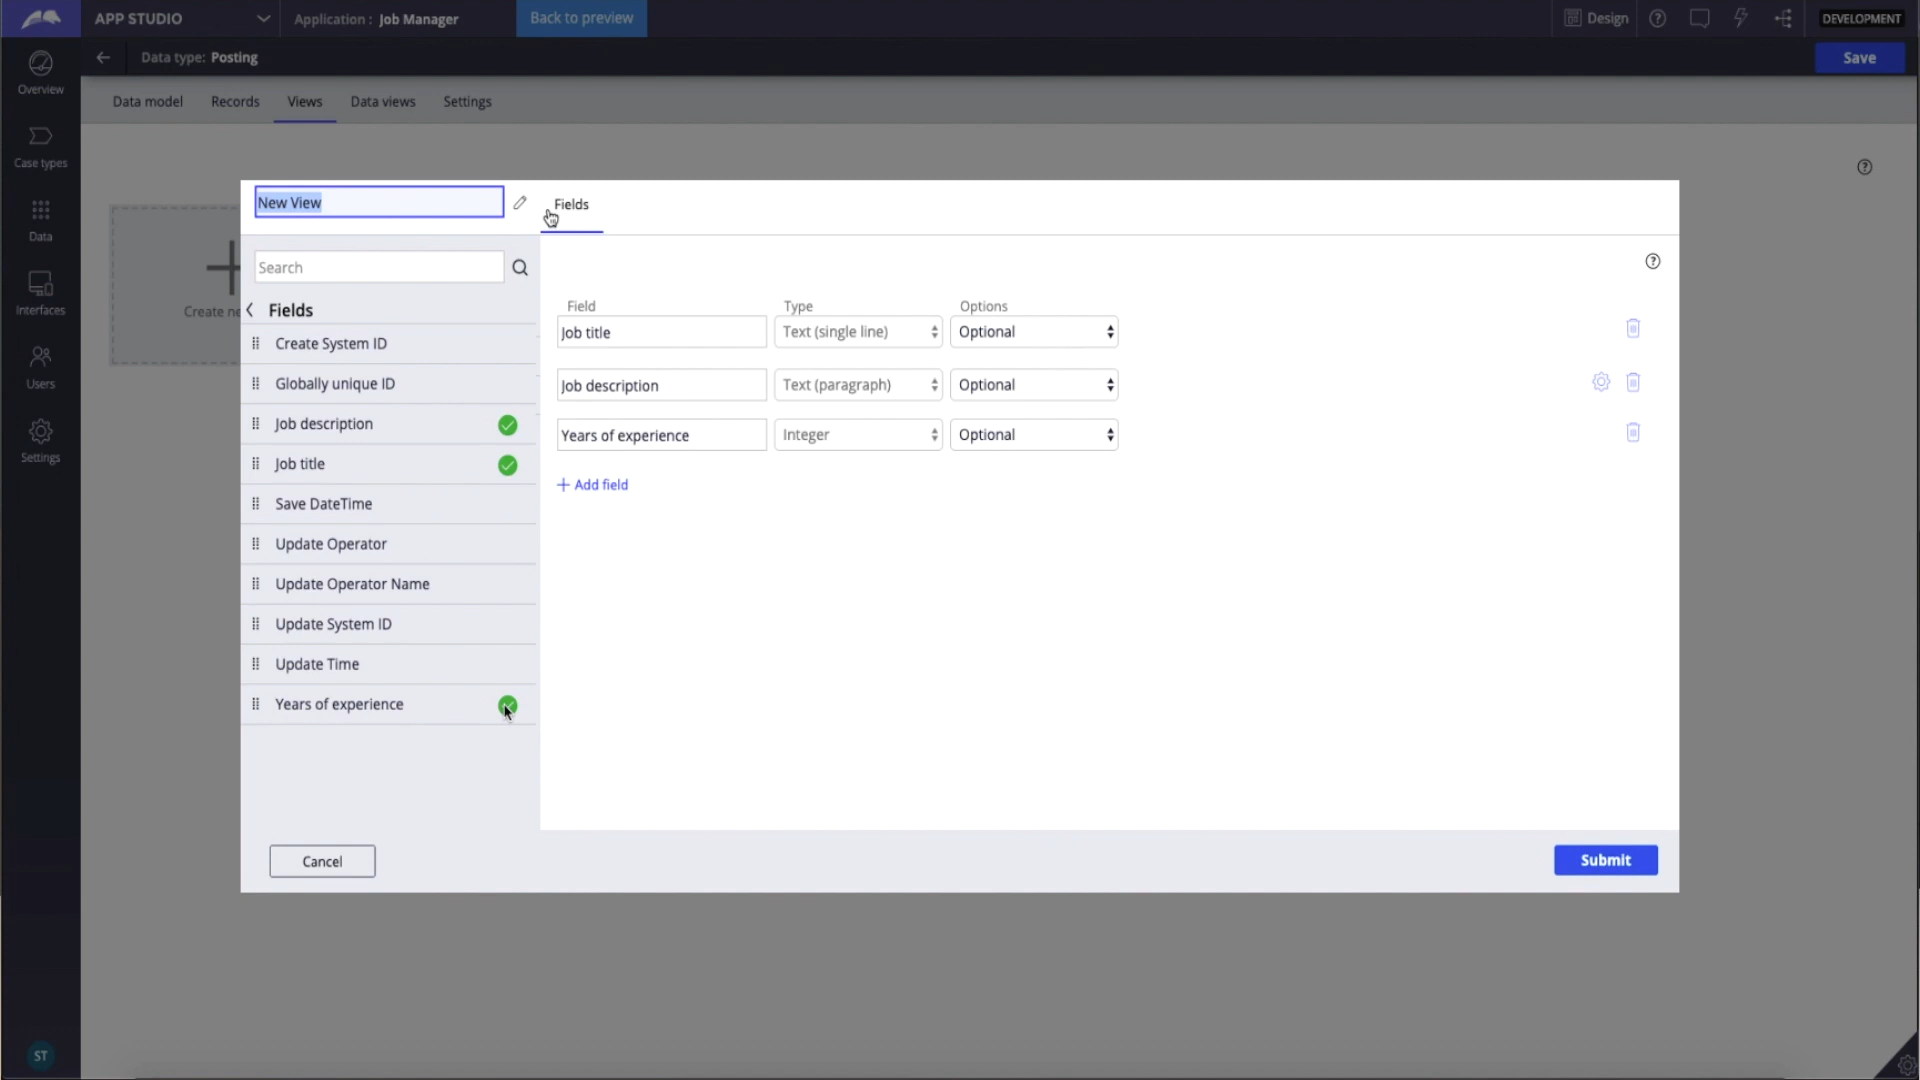 APP STUDIO
Application : Job Manager
Back to preview
Design
DEVELOPMENT
Data type: Posting
Save
Overview
Case types
Data
Interfaces
Users
Settings
Data model Records Views Data views Settings
Create ne
New View
Fields
Search
Fields
Create System ID
Globally unique ID
Job description
Job title
Save DateTime
Update Operator
Update Operator Name
Update System ID
Update Time
Years of experience
Field Type Options
Job title Text (single line) Optional
Job description Text (paragraph) Optional
Years of experience Integer Optional
+ Add field
Cancel
Submit
ST